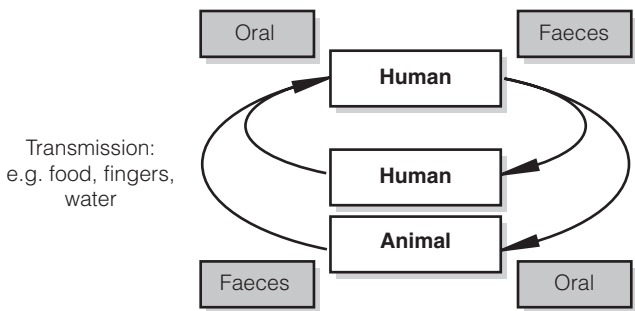 Oral
Faeces
Human
Transmission:
e.g. food, fingers,
water
Human
Animal
Faeces
Oral